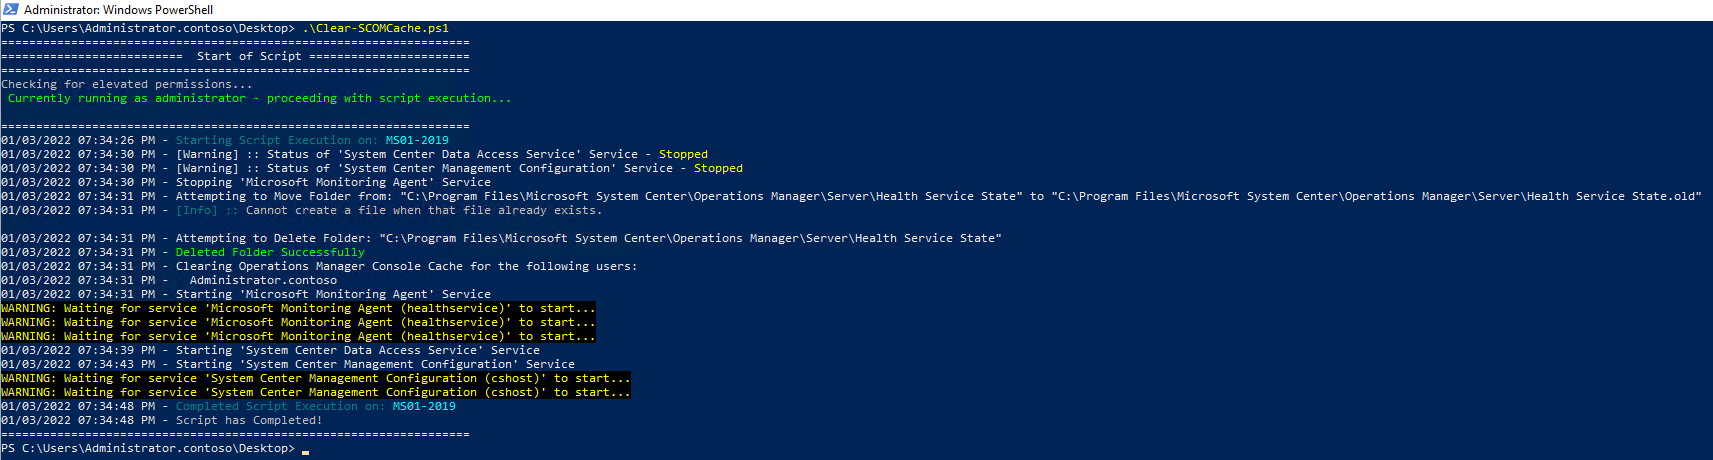 Administrator: Windows PowerShell
PS C:\Users\Administrator.contoso\Desktop> .\Clear-SCOMCache.ps1
===================================================================
==========================  Start of Script =======================
===================================================================
Checking for elevated permissions...
 Currently running as administrator - proceeding with script execution...
===================================================================
01/03/2022 07:34:26 PM - Starting Script Execution on: MS01-2019
01/03/2022 07:34:30 PM - [Warning] :: Status of 'System Center Data Access Service' Service - Stopped
01/03/2022 07:34:30 PM - [Warning] :: Status of 'System Center Management Configuration' Service - Stopped
01/03/2022 07:34:30 PM - Stopping 'Microsoft Monitoring Agent' Service
01/03/2022 07:34:31 PM - Attempting to Move Folder from: "C:\Program Files\Microsoft System Center\Operations Manager\Server\Health Service State" to "C:\Program Files\Microsoft System Center\Operations Manager\Server\Health Service State.old"
01/03/2022 07:34:31 PM - [Info] :: Cannot create a file when that file already exists.
01/03/2022 07:34:31 PM - Attempting to Delete Folder: "C:\Program Files\Microsoft System Center\Operations Manager\Server\Health Service State"
01/03/2022 07:34:31 PM - Deleted Folder Successfully
01/03/2022 07:34:31 PM - Clearing Operations Manager Console Cache for the following users:
01/03/2022 07:34:31 PM -   Administrator.contoso
01/03/2022 07:34:31 PM - Starting 'Microsoft Monitoring Agent' Service
WARNING: Waiting for service 'Microsoft Monitoring Agent (healthservice)' to start...
WARNING: Waiting for service 'Microsoft Monitoring Agent (healthservice)' to start...
WARNING: Waiting for service 'Microsoft Monitoring Agent (healthservice)' to start...
01/03/2022 07:34:39 PM - Starting 'System Center Data Access Service' Service
01/03/2022 07:34:43 PM - Starting 'System Center Management Configuration' Service
WARNING: Waiting for service 'System Center Management Configuration (cshost)' to start...
WARNING: Waiting for service 'System Center Management Configuration (cshost)' to start...
01/03/2022 07:34:48 PM - Completed Script Execution on: MS01-2019
01/03/2022 07:34:48 PM - Script has Completed!
===================================================================
PS C:\Users\Administrator.contoso\Desktop>